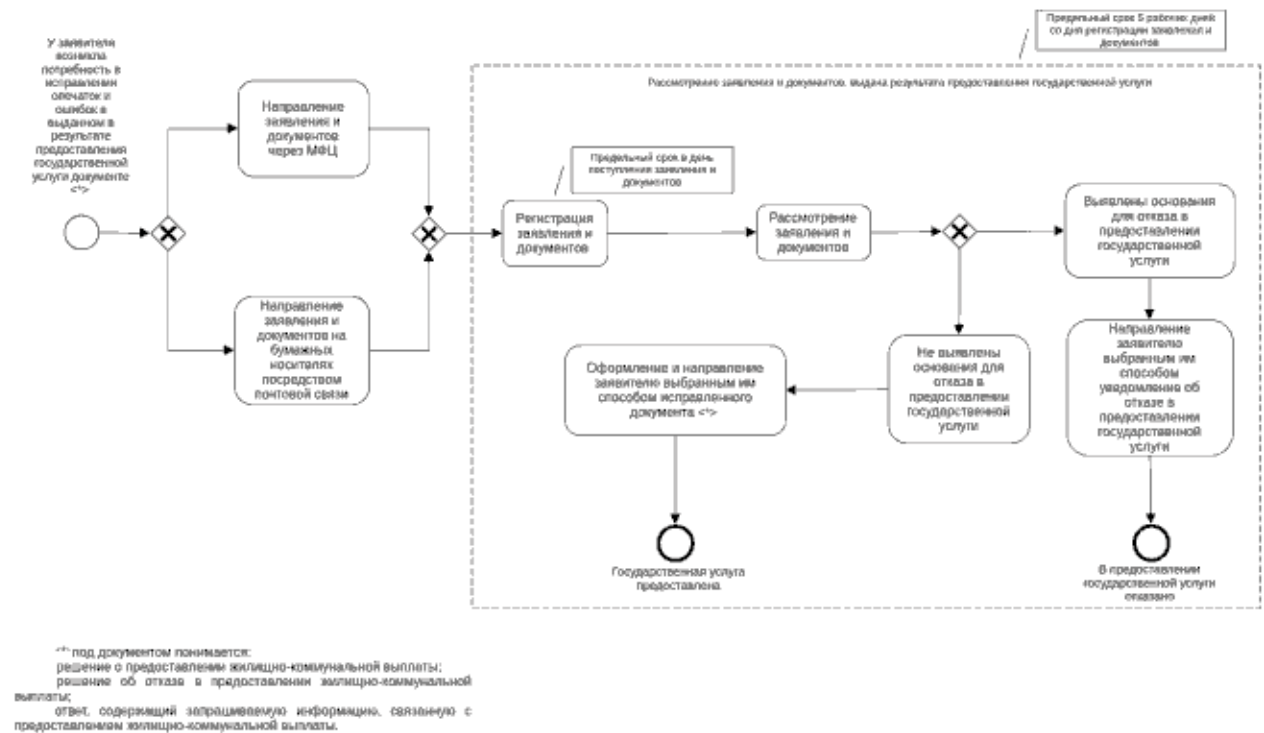 У заявителя
возникла
потребность в
исправлении
опечаток и
ошибок в
выданном в
результате
предоставления
государственной
услуги документе
<*>
Направление
заявления и
документов
через МФЦ
Направление
заявления и
документов на
бумажных
носителях
посредством
почтовой связи
Предельный срок 5 рабочих дней
со дня регистрации заявления и
документов
Рассмотрение заявления и документов, выдача результата предоставления государственной услуги
Предельный срок в день
поступления заявления и
документов
Регистрация
заявления и
документов
Рассмотрение
заявления и
документов
Выявлены основания
для отказа в
предоставлении
государственной
услуги
Оформление и направление
заявителю выбранным им
способом исправленного
документа <*>
Не выявлены
основания для
отказа в
предоставлении
государственной
услуги
Направление
заявителю
выбранным им
способом
уведомления об
отказе в
предоставлении
государственной
услуги
Государственная услуга
предоставлена
В предоставлении
государственной услуги
отказано
<*> под документом понимается:
решение о предоставлении жилищно-коммунальной выплаты;
решение об отказе в предоставлении жилищно-коммунальной
выплаты;
ответ, содержащий запрашиваемую информацию, связанную с
предоставлением жилищно-коммунальной выплаты.